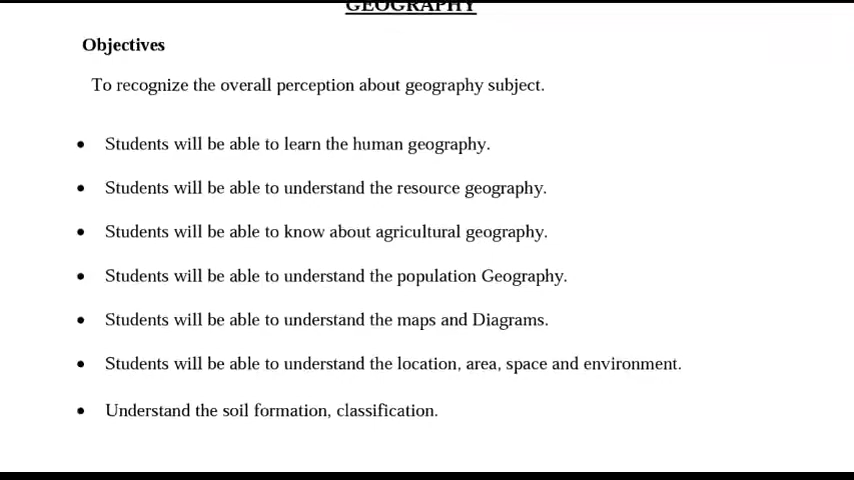 GEOGRAPHY
Objectives
To recognize the overall perception about geography subject.
• Students will be able to learn the human geography.
• Students will be able to understand the resource geography.
• Students will be able to know about agricultural geography.
• Students will be able to understand the population Geography.
• Students will be able to understand the maps and Diagrams.
• Students will be able to understand the location, area, space and environment.
• Understand the soil formation, classification.